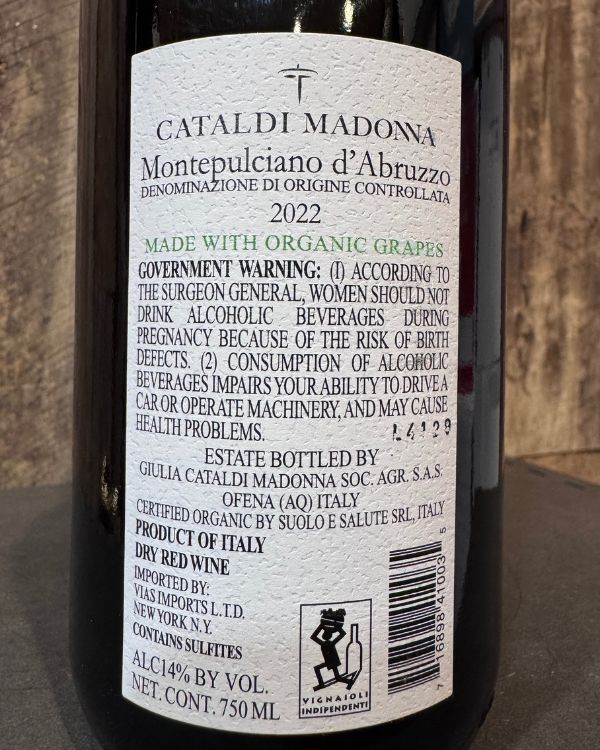 CATALDI MADONNA
Montepulciano d'Abruzzo
DENOMINAZIONE DI ORIGINE CONTROLLATA
2022
MADE WITH ORGANIC GRAPES
GOVERNMENT WARNING: (1) ACCORDING TO
THE SURGEON GENERAL, WOMEN SHOULD NOT
DRINK ALCOHOLIC BEVERAGES DURING
PREGNANCY BECAUSE OF THE RISK OF BIRTH
DEFECTS. (2) CONSUMPTION OF ALCOHOLIC
BEVERAGES IMPAIRS YOUR ABILITY TO DRIVE A
CAR OR OPERATE MACHINERY, AND MAY CAUSE
HEALTH PROBLEMS.
L4139
ESTATE BOTTLED BY
GIULIA CATALDI MADONNA SOC. AGR. S.A.S.
OFENA (AQ) ITALY
CERTIFIED ORGANIC BY SUOLO E SALUTE SRL, ITALY
PRODUCT OF ITALY
DRY RED WINE
IMPORTED BY:
VIAS IMPORTS L.T.D.
NEW YORK N.Y.
CONTAINS SULFITES
ALC14% BY VOL.
NET. CONT. 750 ML
VIGNAIOLI
INDIPENDENTI
7 16898 41003 5